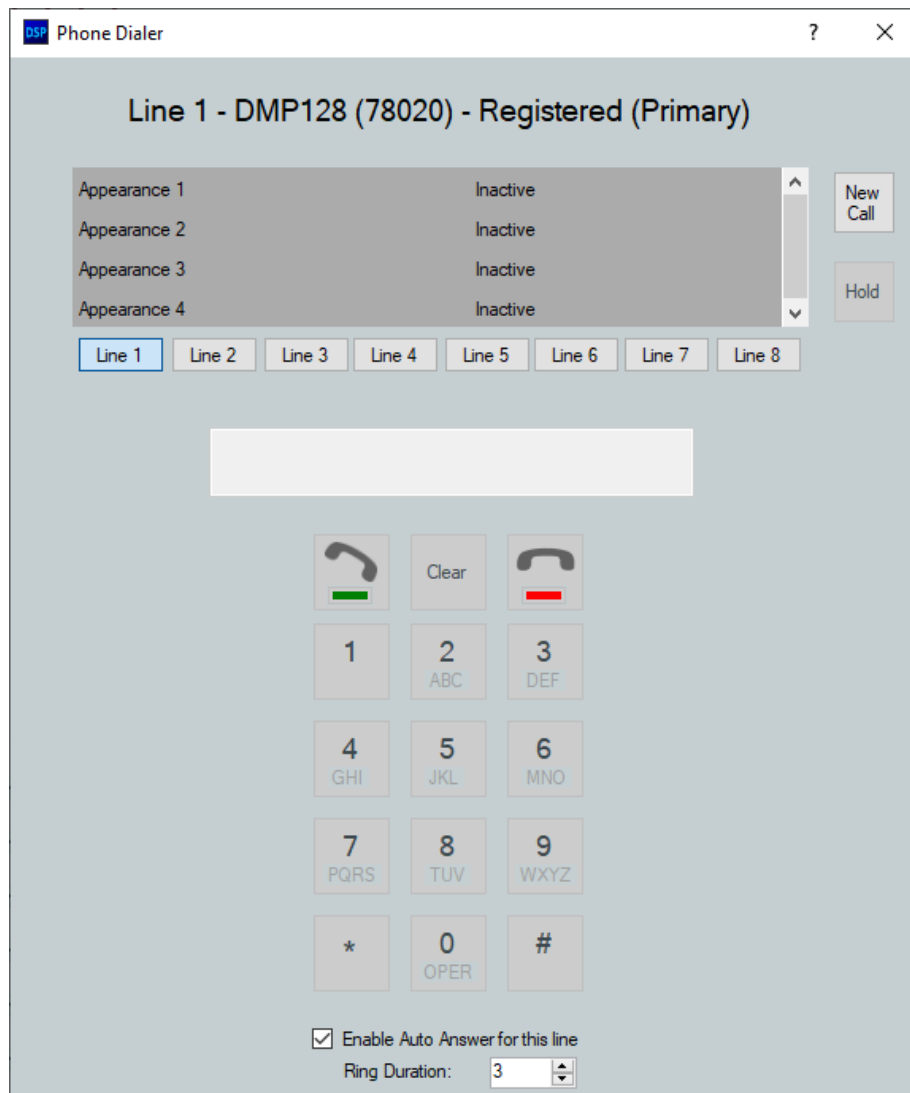 DSP Phone Dialer ?
Line 1 - DMP128 (78020) - Registered (Primary)
Appearance 1 Inactive
Appearance 2 Inactive
Appearance 3 Inactive
Appearance 4 Inactive
New
Call
Hold
Line 1 Line 2 Line 3 Line 4 Line 5 Line 6 Line 7 Line 8
Clear
1 2 3
ABC DEF
4 5 6
GHI JKL MNO
7 8 9
PQRS TUV WXYZ
* 0 #
OPER
Enable Auto Answer for this line
Ring Duration: 3